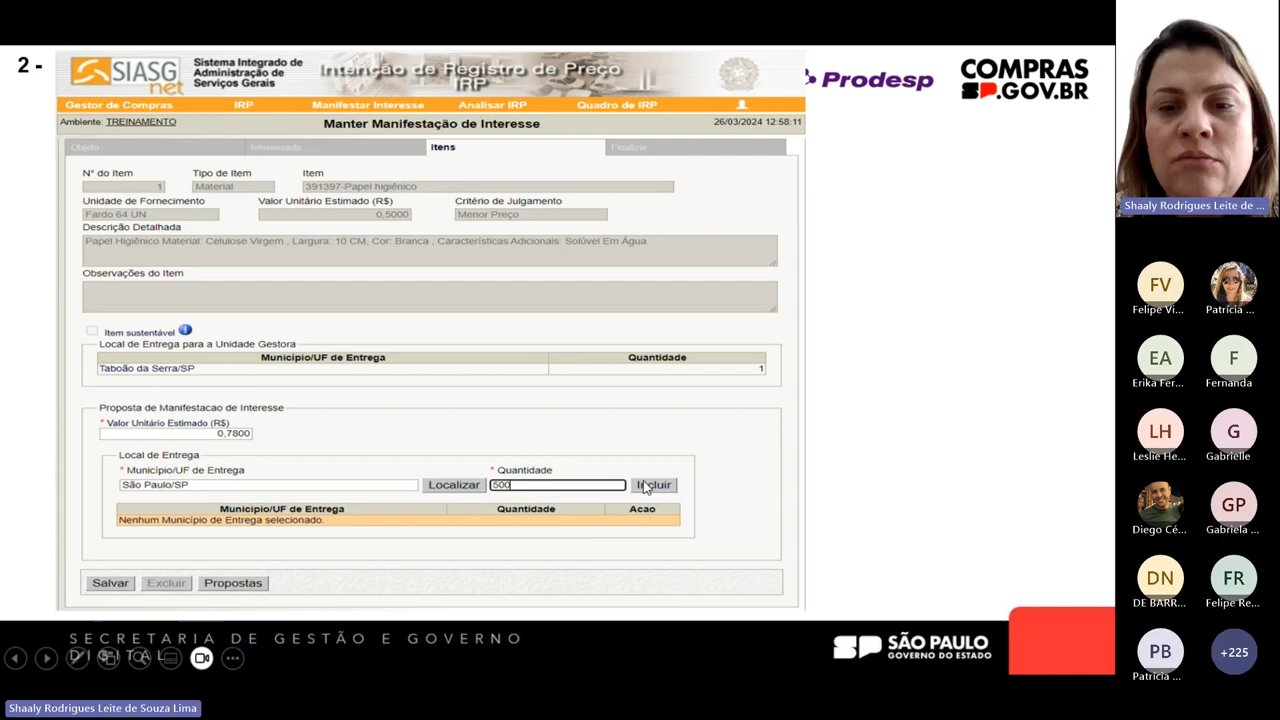 2 -
SIASG
net
Sistema Integrado de
Administração de
Serviços Gerais
Intenção de Registro de Preço
IRP
Prodesp
COMPRAS
SP.GOV.BR
Gestor de Compras IRP Manifestar Interesse Analisar IRP Quadro de IRP
Ambiente: TREINAMENTO Manter Manifestação de Interesse 26/03/2024 12:58:11
Objeto Interessado Itens Finalizar
N° do Item Tipo de Item Item
1 Material 391397-Papel higiênico
Unidade de Fornecimento Valor Unitário Estimado (R$) Critério de Julgamento
Fardo 64 UN 0,5000 Menor Preço
Descrição Detalhada
Papel Higiênico Material: Celulose Virgem , Largura: 10 CM, Cor: Branca , Características Adicionais: Solúvel Em Água
Observações do Item
Item sustentável
Local de Entrega para a Unidade Gestora
Município/UF de Entrega Quantidade
Taboão da Serra/SP 1
Proposta de Manifestacao de Interesse
* Valor Unitário Estimado (R$)
0,7800
Local de Entrega
* Município/UF de Entrega * Quantidade
São Paulo/SP Localizar 500 Incluir
Município/UF de Entrega Quantidade Acao
Nenhum Município de Entrega selecionado.
Salvar Excluir Propostas
SECRETARIA DE GESTÃO E GOVERNO
DIGITAL
SÃO PAULO
GOVERNO DO ESTADO
Shaaly Rodrigues Leite de Souza Lima
Shaaly Rodrigues Leite de ...
FV
Felipe Vi... Patrícia ...
EA F
Erika Fer... Fernanda
LH G
Leslie He... Gabrielle
GP
Diego Cé... Gabriela ...
DN FR
DE BARR... Felipe Re...
PB +225
Patrícia ...